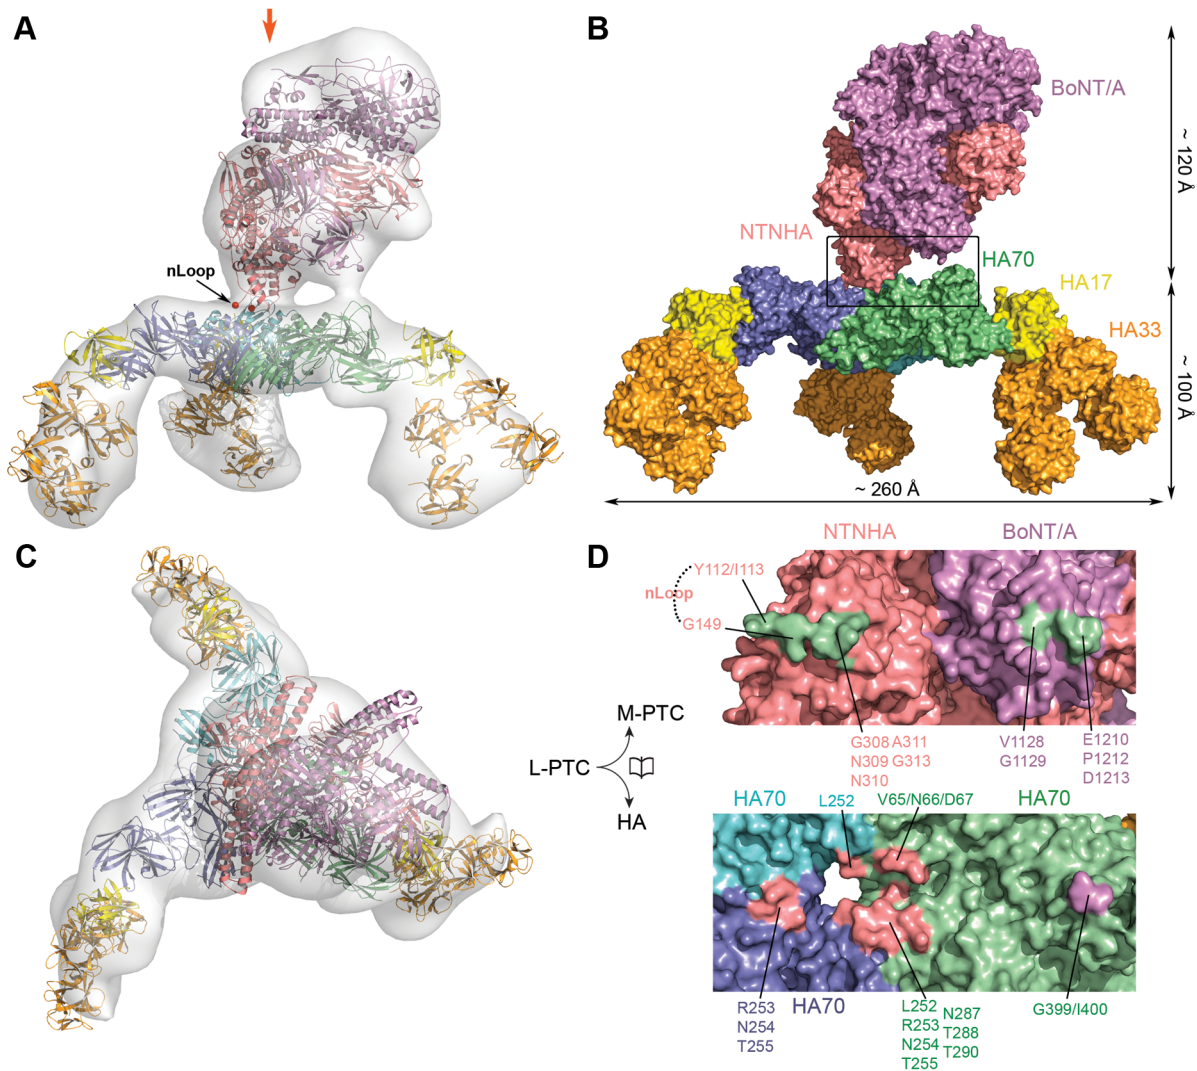 A
nLoop
B
BoNT/A
~ 120 Å
NTNHA
HA70
HA17
HA33
~ 100 Å
~ 260 Å
C
M-PTC
L-PTC
HA
D
NTNHA
BoNT/A
Y112/I113
nLoop
G149
G308 A311
N309 G313
N310
V1128
G1129
E1210
P1212
D1213
HA70
L252
V65/N66/D67
HA70
R253
N254
T255
HA70
L252
R253
N254
T255
N287
T288
T290
G399/I400